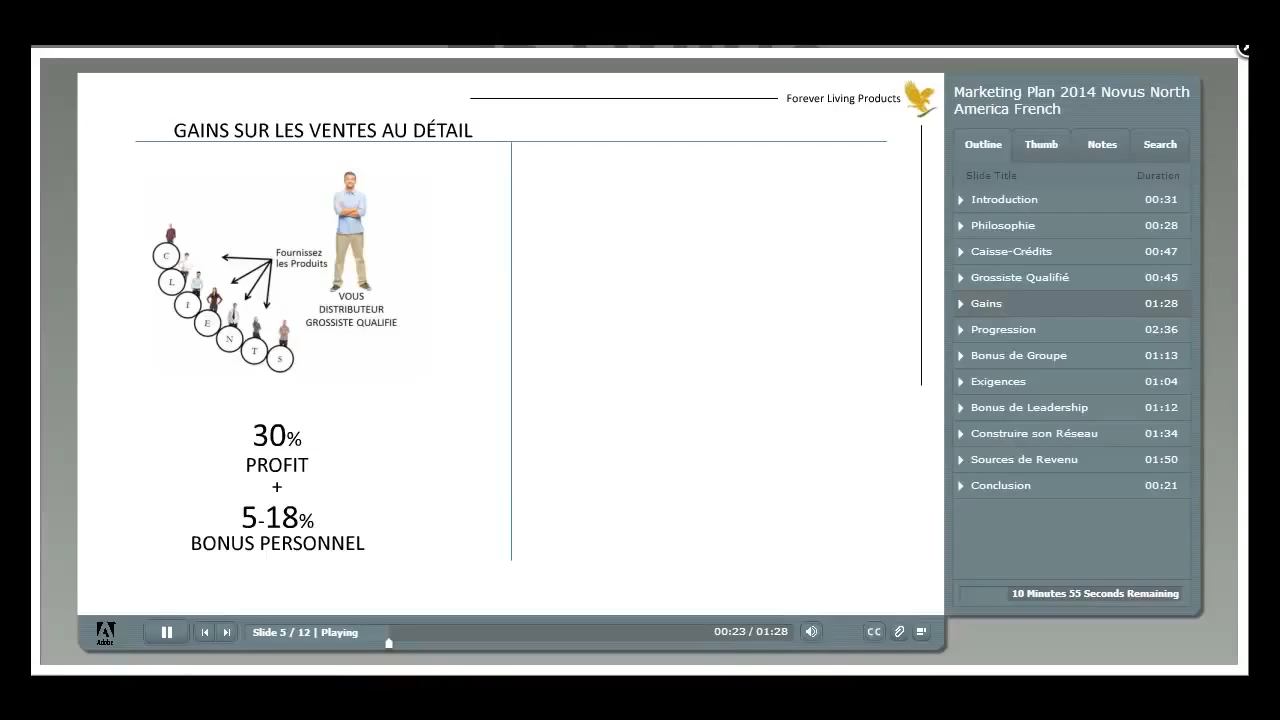 Forever Living Products
GAINS SUR LES VENTES AU DÉTAIL
Fournissez
les Produits
C
L
I
E
N
T
S
VOUS
DISTRIBUTEUR
GROSSISTE QUALIFIE
30%
PROFIT
+
5-18%
BONUS PERSONNEL
Marketing Plan 2014 Novus North
America French
Outline Thumb Notes Search
Slide Title Duration
Introduction 00:31
Philosophie 00:28
Caisse-Crédits 00:47
Grossiste Qualifié 00:45
Gains 01:28
Progression 02:36
Bonus de Groupe 01:13
Exigences 01:04
Bonus de Leadership 01:12
Construire son Réseau 01:34
Sources de Revenu 01:50
Conclusion 00:21
10 Minutes 55 Seconds Remaining
Adobe
Slide 5 / 12 | Playing
00:23 / 01:28
CC